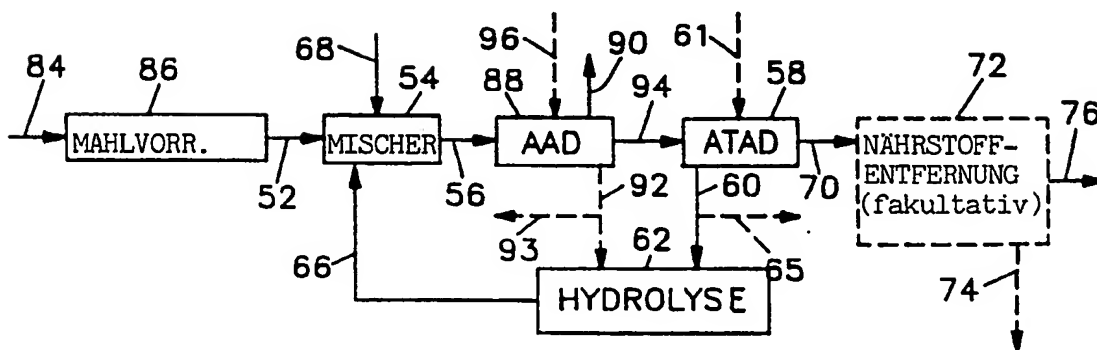 84
86
MAHLVORR.
52
68
54
MISCHER
56
96
90
88
AAD
94
61
58
ATAD
70
72
NÄHRSTOFF-
ENTFERNUNG
(fakultativ)
76
74
92
93
60
65
62
HYDROLYSE
66